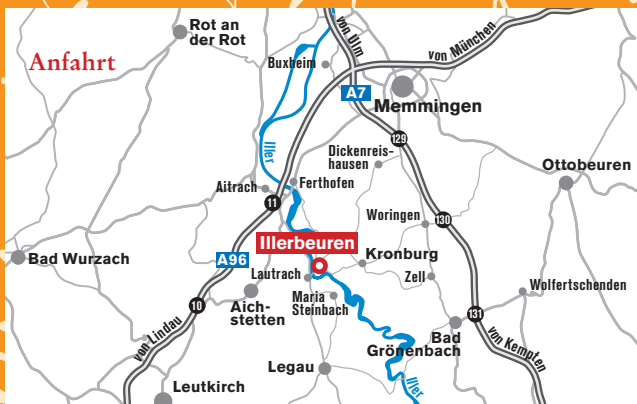 Rot an
der Rot
von Ulm
von München
Anfahrt
Buxheim
A7
Memmingen
Iller
129
Dickenreis-
hausen
Ottobeuren
Aitrach
Ferthofen
11
Woringen
130
Illerbeuren
Bad Wurzach
A96
Kronburg
Lautrach
Zell
Wolfertschenden
Maria
Steinbach
10
Aich-
stetten
131
von Lindau
Bad
Grönenbach
von Kempten
Legau
Leutkirch
Iller